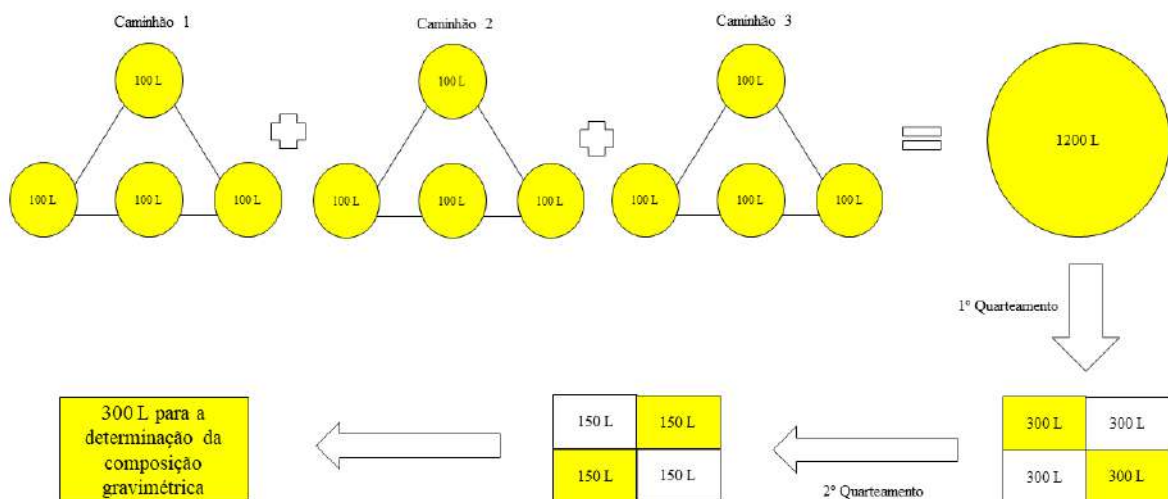 Caminhão 1
Caminhão 2
Caminhão 3
100 L
100 L
100 L
1200 L
100 L
100 L
100 L
100 L
100 L
100 L
100 L
100 L
100 L
1º Quarteamento
300 L para a
determinação da
composição
gravimétrica
150 L
150 L
150 L
150 L
2º Quarteamento
300 L
300 L
300 L
300 L